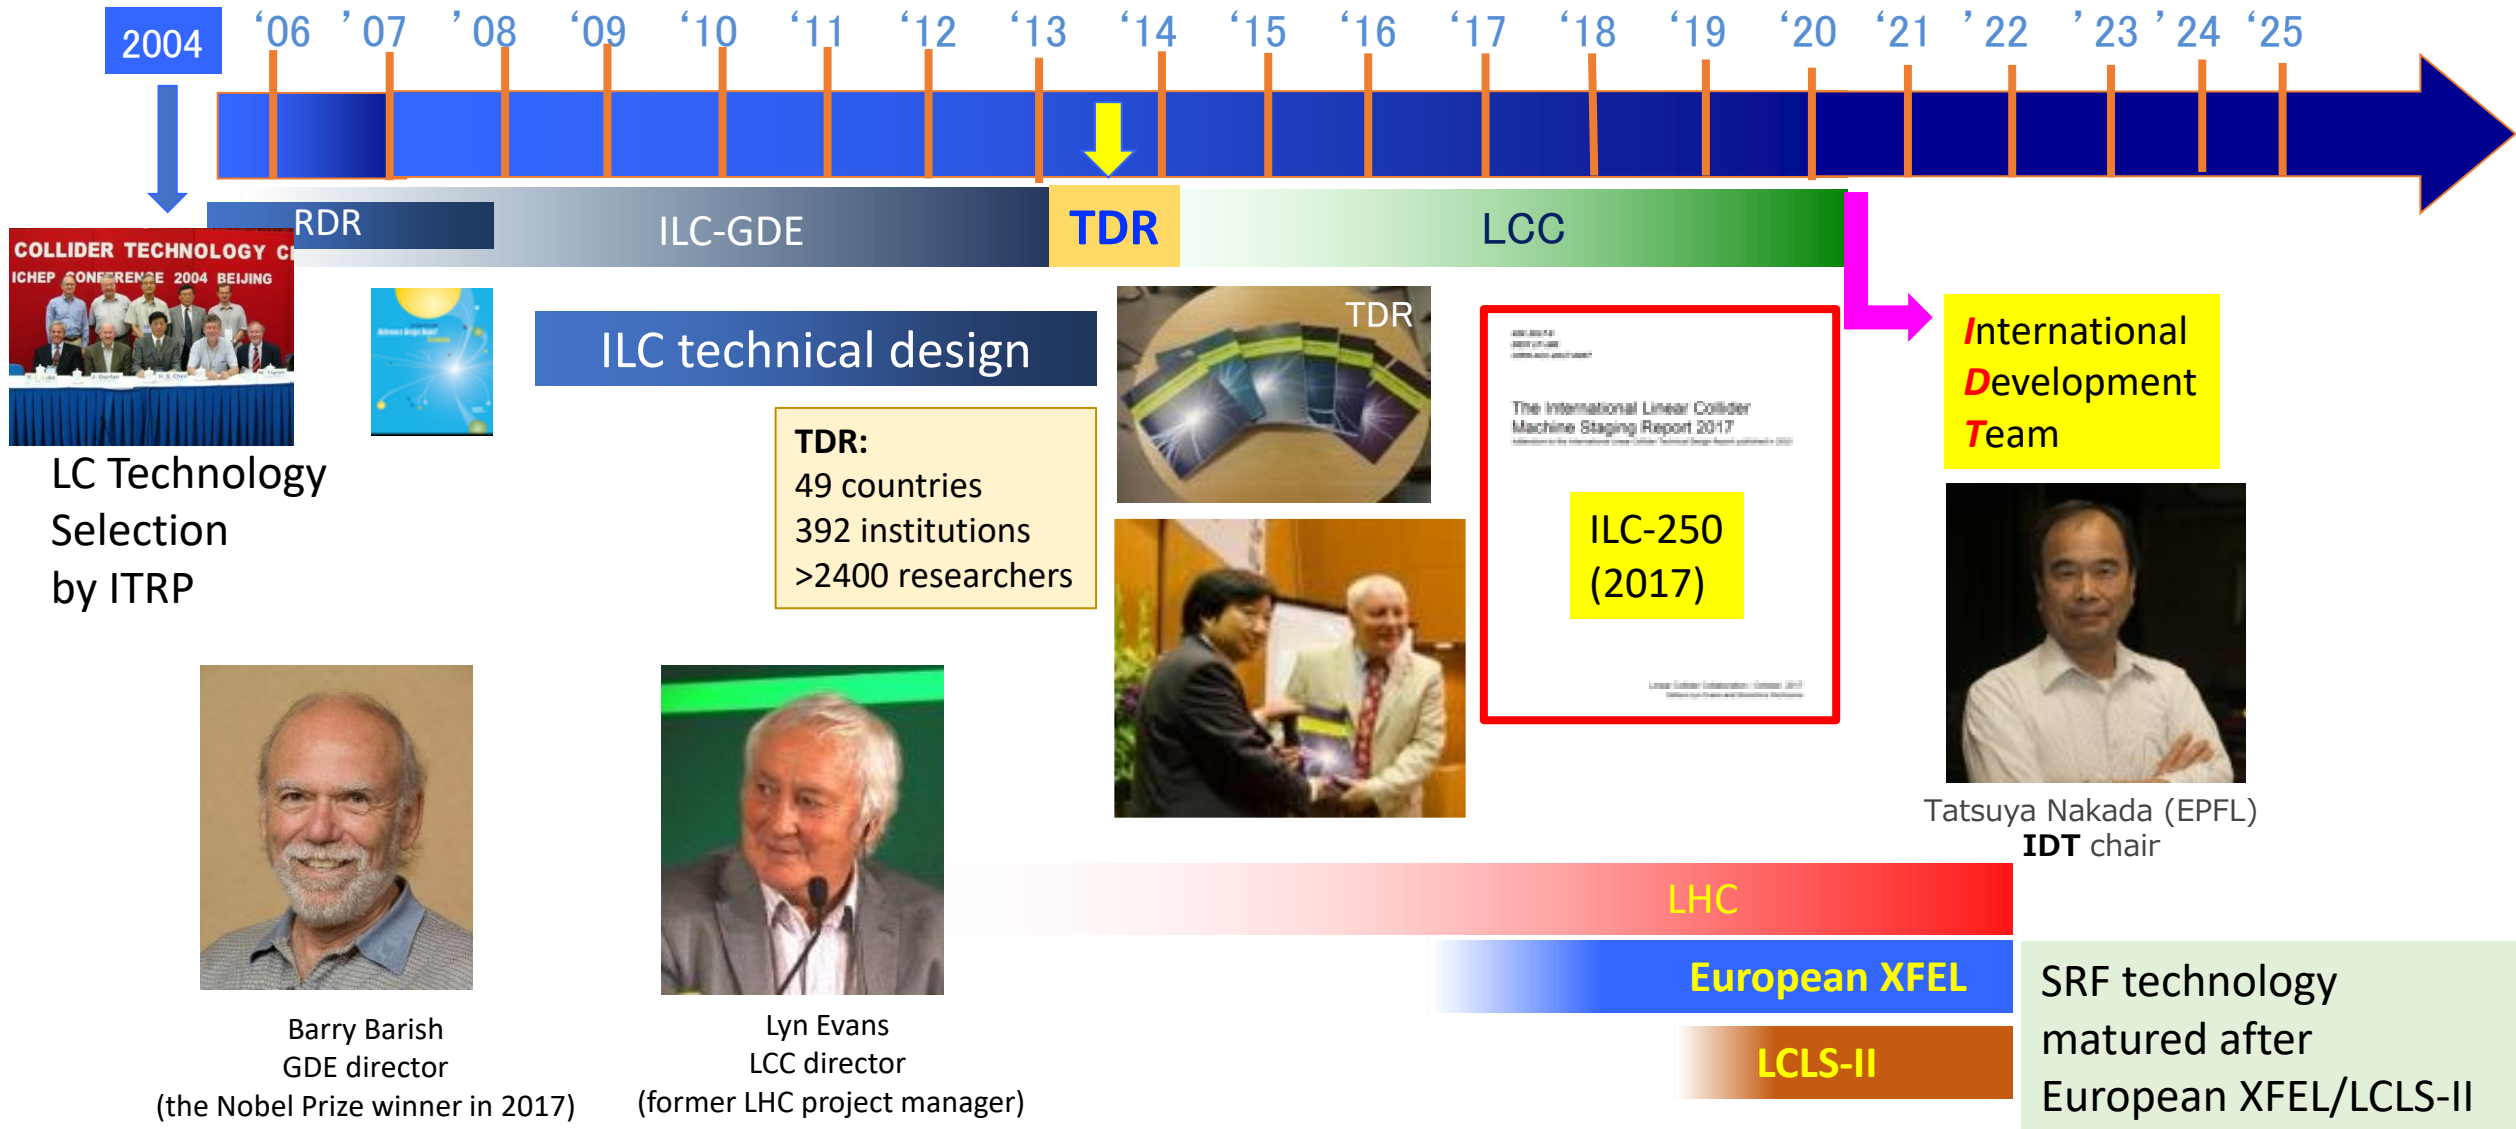 2004 ‘06 ’07 ’08 ‘09 ‘10 ‘11 ‘12 ‘13 ‘14 ‘15 ‘16 ‘17 ‘18 ‘19 ‘20 ‘21 ’22 ’23 ’24 ‘25
RDR
ILC-GDE
TDR
LCC
COLLIDER TECHNOLOGY
ICHEP CONFERENCE 2004 BEIJING
LC Technology
Selection
by ITRP
ILC technical design
TDR:
49 countries
392 institutions
>2400 researchers
TDR
The International Linear Collider
Machine Staging Report 2017
ILC-250
(2017)
International
Development
Team
Tatsuya Nakada (EPFL)
IDT chair
Barry Barish
GDE director
(the Nobel Prize winner in 2017)
Lyn Evans
LCC director
(former LHC project manager)
LHC
European XFEL
LCLS-II
SRF technology
matured after
European XFEL/LCLS-II